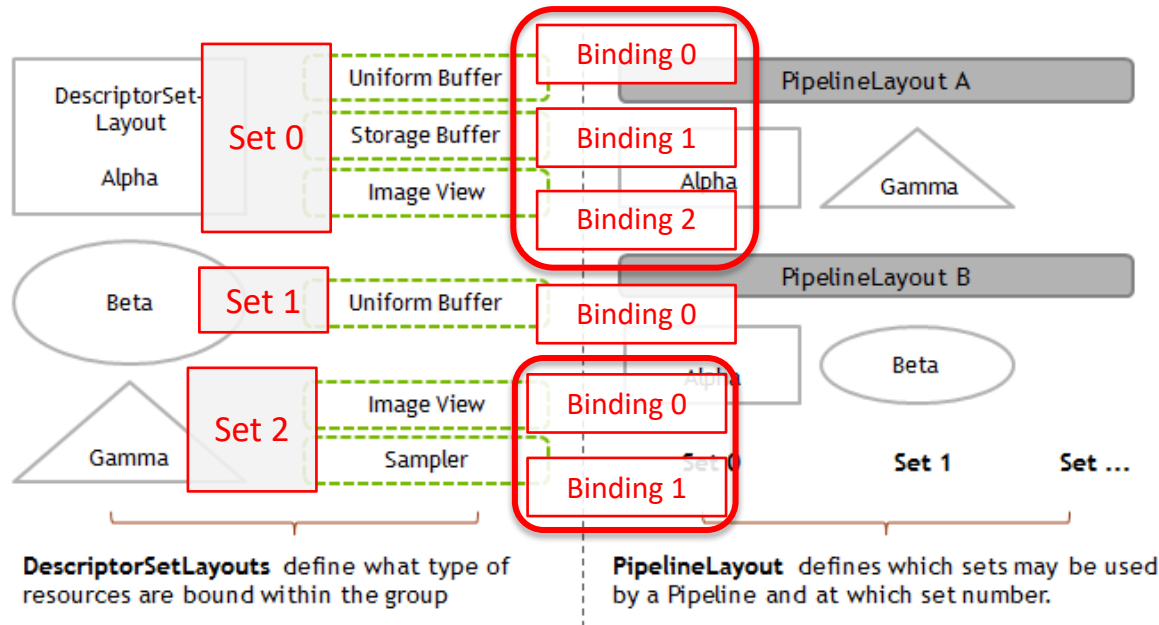 DescriptorSet-
Layout
Alpha
Set 0
Uniform Buffer
Binding 0
Storage Buffer
Binding 1
Image View
Binding 2
Beta
Set 1
Uniform Buffer
Binding 0
Gamma
Set 2
Image View
Binding 0
Sampler
Binding 1
DescriptorSetLayouts define what type of
resources are bound within the group
PipelineLayout A
Alpha
Gamma
PipelineLayout B
Alpha
Beta
Set 0
Set 1
Set ...
PipelineLayout defines which sets may be used
by a Pipeline and at which set number.